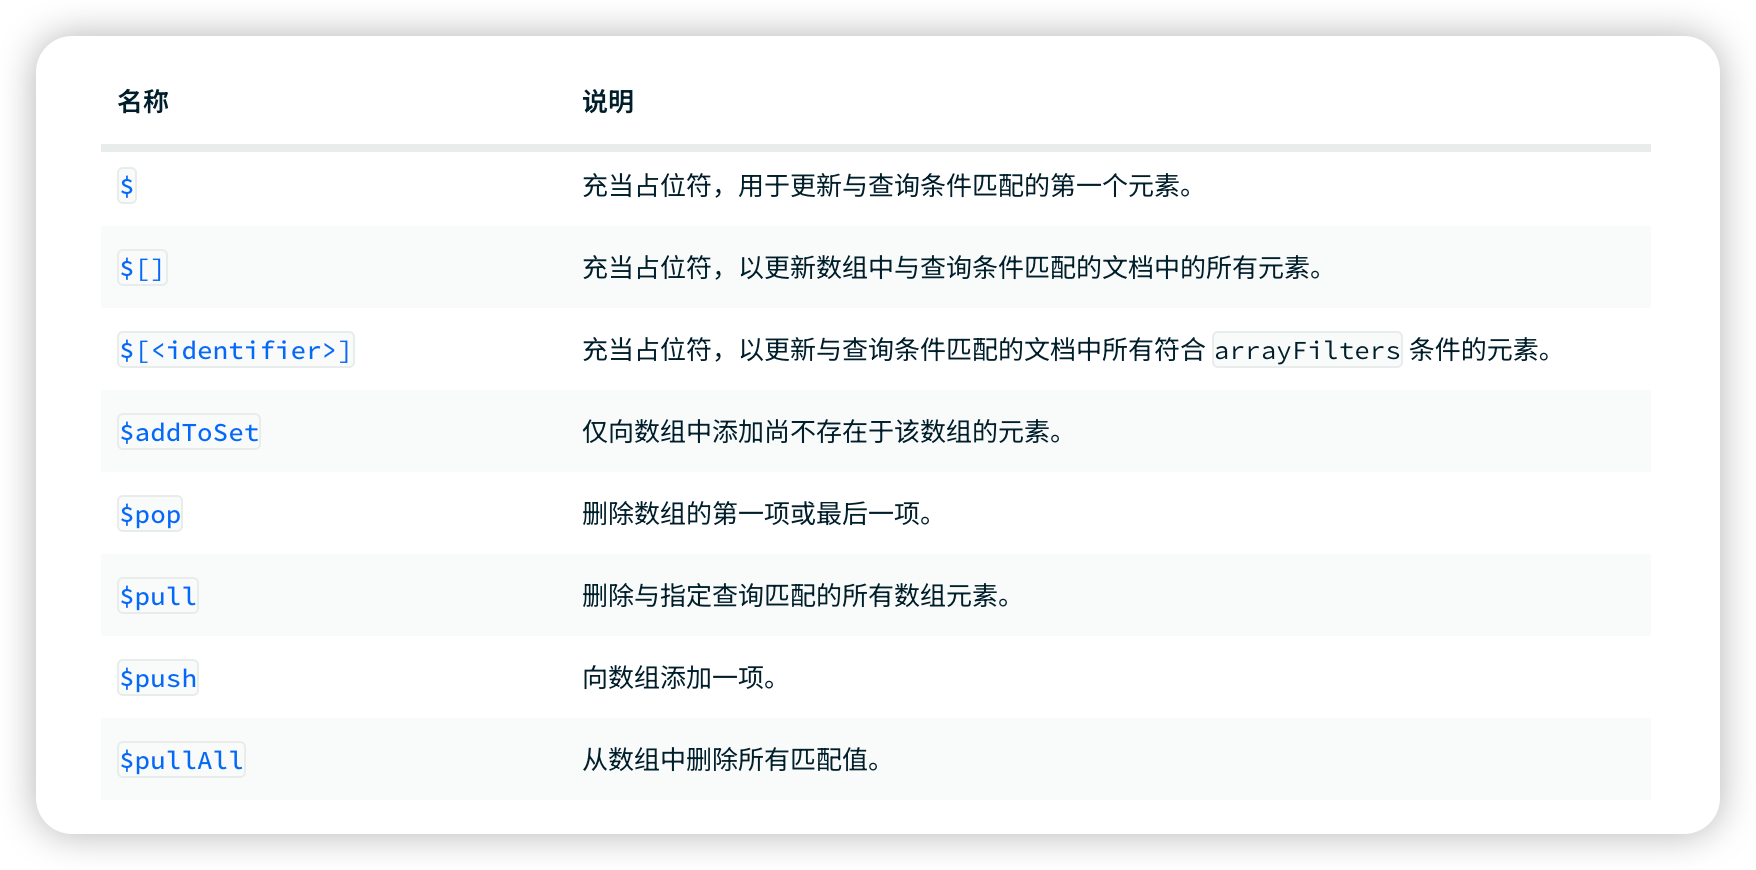 名称 说明
$ 充当占位符，用于更新与查询条件匹配的第一个元素。
$[] 充当占位符，以更新数组中与查询条件匹配的文档中的所有元素。
$[<identifier>] 充当占位符，以更新与查询条件匹配的文档中所有符合 arrayFilters 条件的元素。
$addToSet 仅向数组中添加尚不存在于该数组的元素。
$pop 删除数组的第一项或最后一项。
$pull 删除与指定查询匹配的所有数组元素。
$push 向数组添加一项。
$pullAll 从数组中删除所有匹配值。